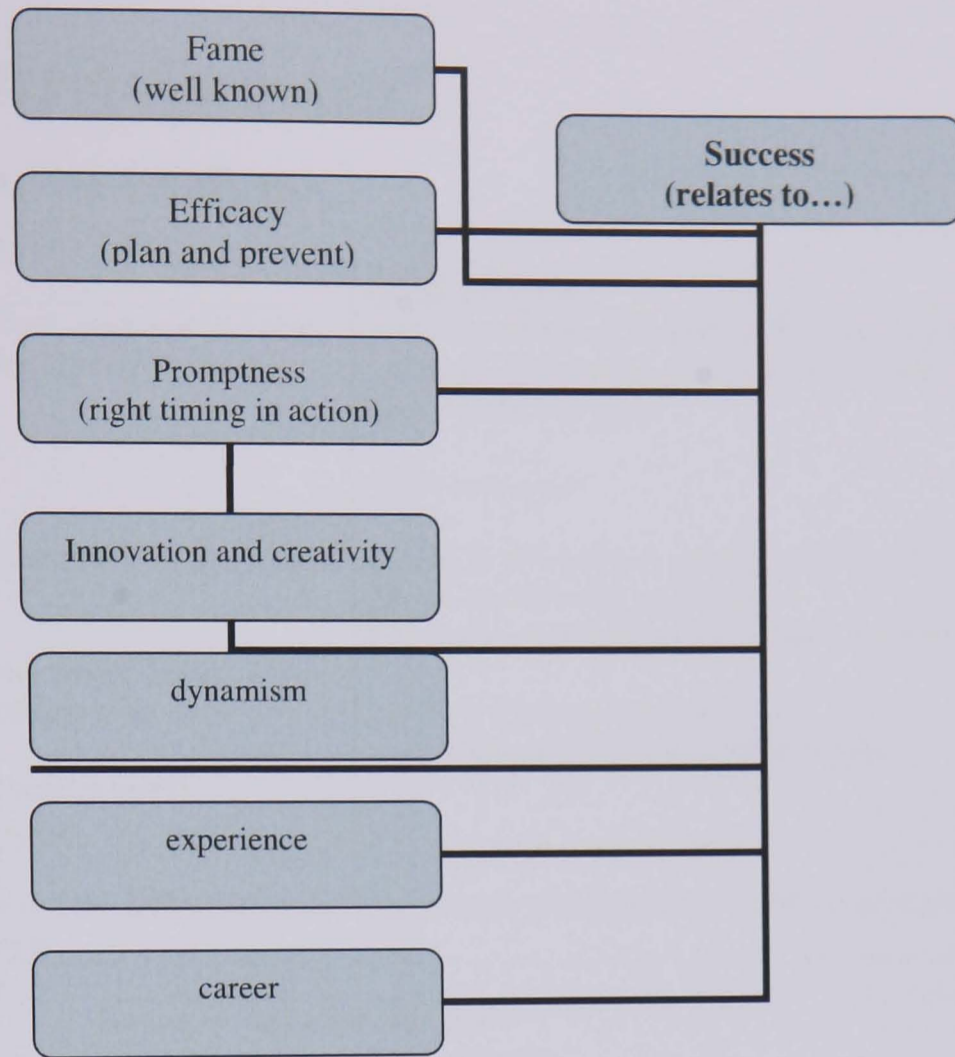 Fame
(well known)
Success
(relates to...)
Efficacy
(plan and prevent)
Promptness
(right timing in action)
Innovation and creativity
dynamism
experience
career